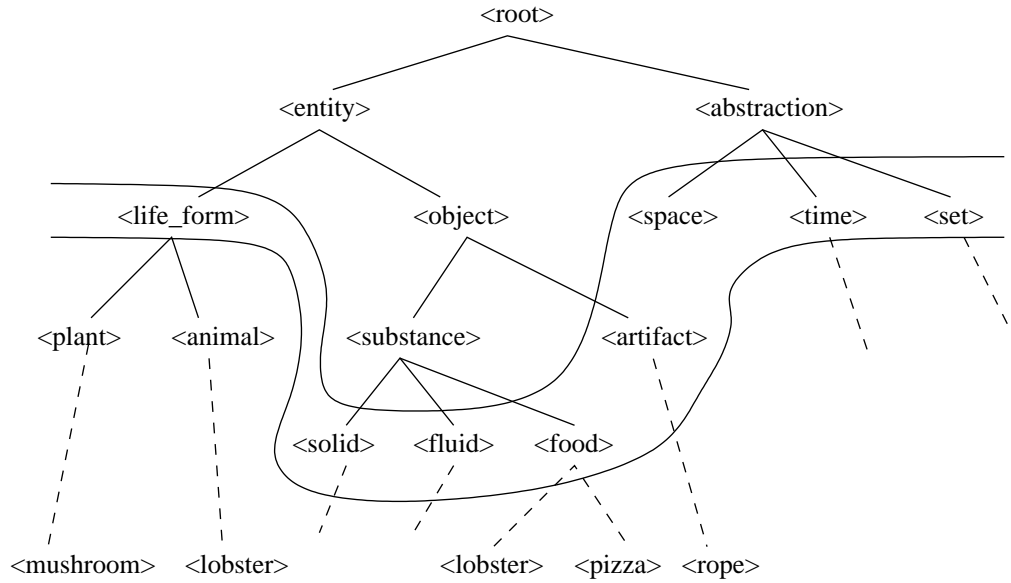 <root>
<entity> <abstraction>
<life_form> <object> <space> <time> <set>
<plant> <animal> <substance> <artifact>
<solid> <fluid> <food>
<mushroom> <lobster> <lobster> <pizza> <rope>